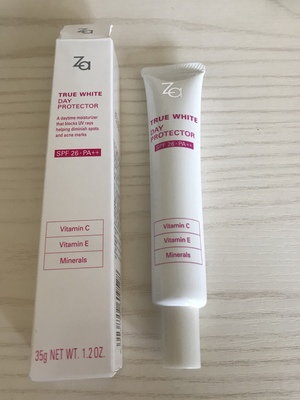 Za
TRUE WHITE
DAY
PROTECTOR
A daytime moisturizer
that blocks UV rays
helping diminish spots
and acne marks
SPF 26 · PA++
Vitamin C
Vitamin E
Minerals
35g NET WT. 1.2 OZ.
Za
TRUE WHITE
DAY
PROTECTOR
SPF 26 · PA++
Vitamin C
Vitamin E
Minerals